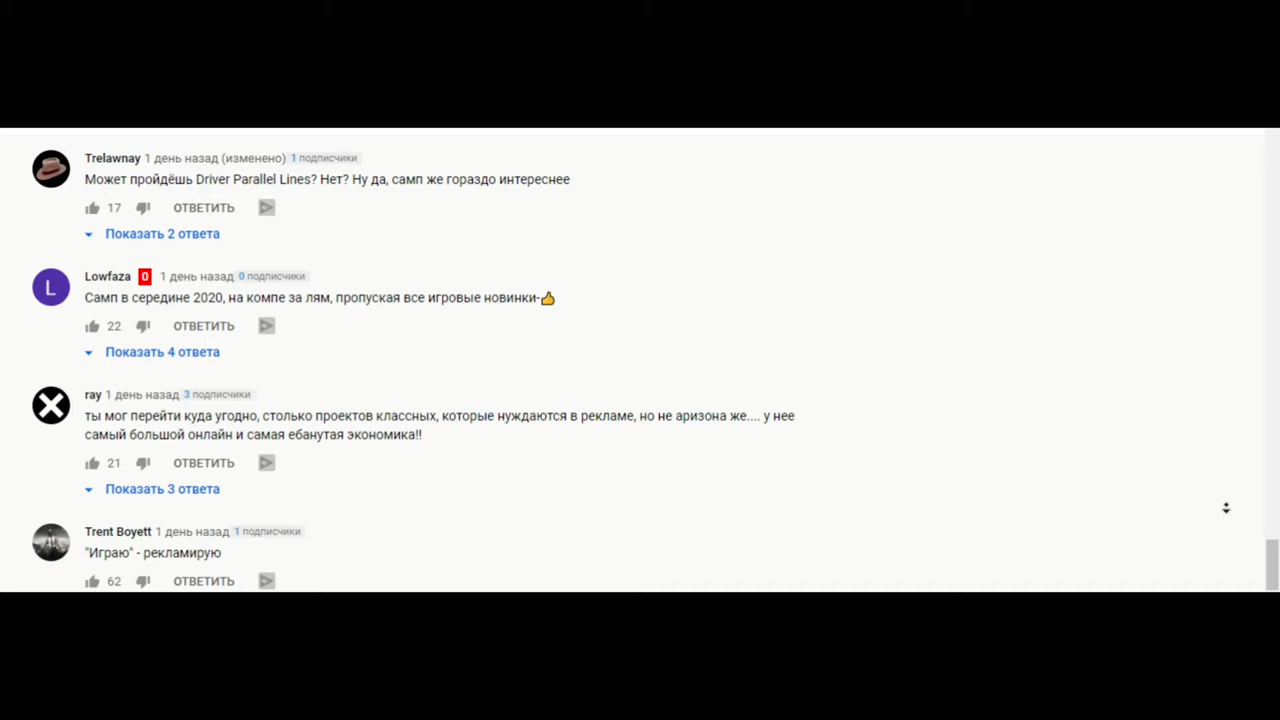 Trelawnay 1 день назад (изменено) 1 подписчики
Может пройдёшь Driver Parallel Lines? Нет? Ну да, самп же гораздо интереснее
17 ОТВЕТИТЬ
Показать 2 ответа
L
Lowfaza 0 1 день назад 0 подписчики
Самп в середине 2020, на компе за лям, пропуская все игровые новинки-👍
22 ОТВЕТИТЬ
Показать 4 ответа
ray 1 день назад 3 подписчики
ты мог перейти куда угодно, столько проектов классных, которые нуждаются в рекламе, но не аризона же.... у нее
самый большой онлайн и самая ебанутая экономика!!
21 ОТВЕТИТЬ
Показать 3 ответа
Trent Boyett 1 день назад 1 подписчики
"Играю" - рекламирую
62 ОТВЕТИТЬ